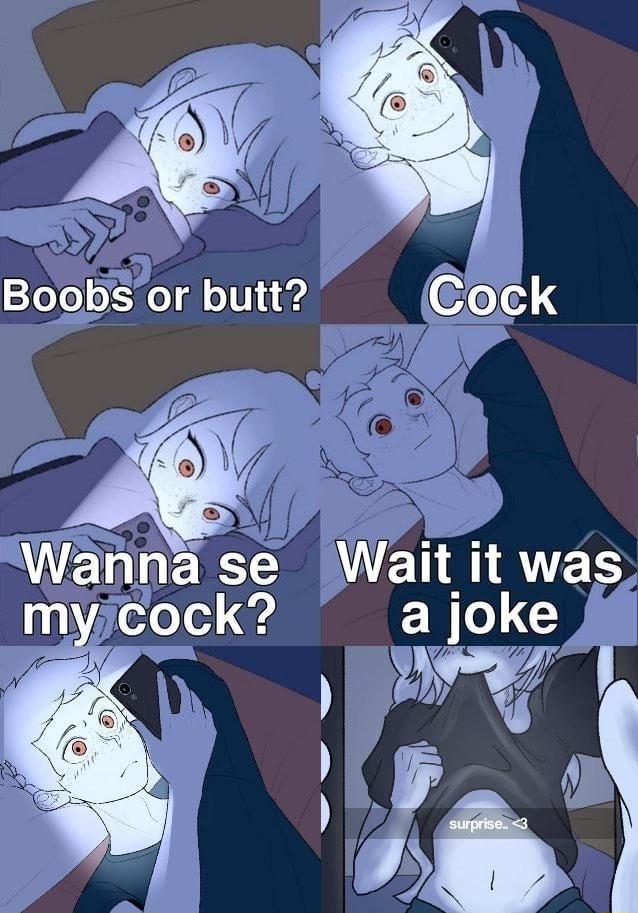 Boobs or butt?
Cock
Wanna se
my cock?
Wait it was
a joke
surprise.. <3